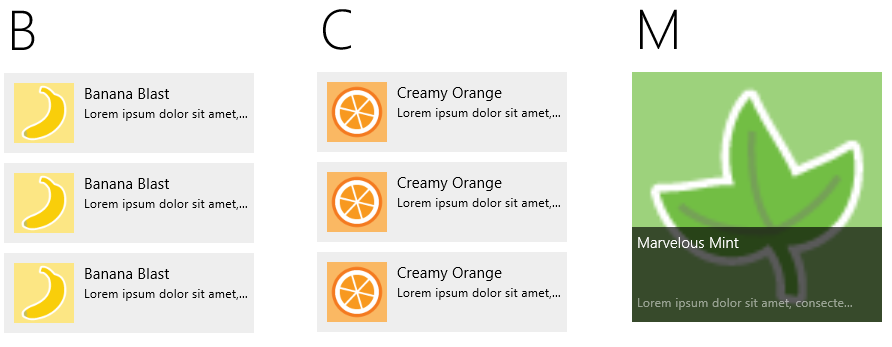 B
Banana Blast
Lorem ipsum dolor sit amet,...
Banana Blast
Lorem ipsum dolor sit amet,...
Banana Blast
Lorem ipsum dolor sit amet,...
C
Creamy Orange
Lorem ipsum dolor sit amet,...
Creamy Orange
Lorem ipsum dolor sit amet,...
Creamy Orange
Lorem ipsum dolor sit amet,...
M
Marvelous Mint
Lorem ipsum dolor sit amet, consecte...